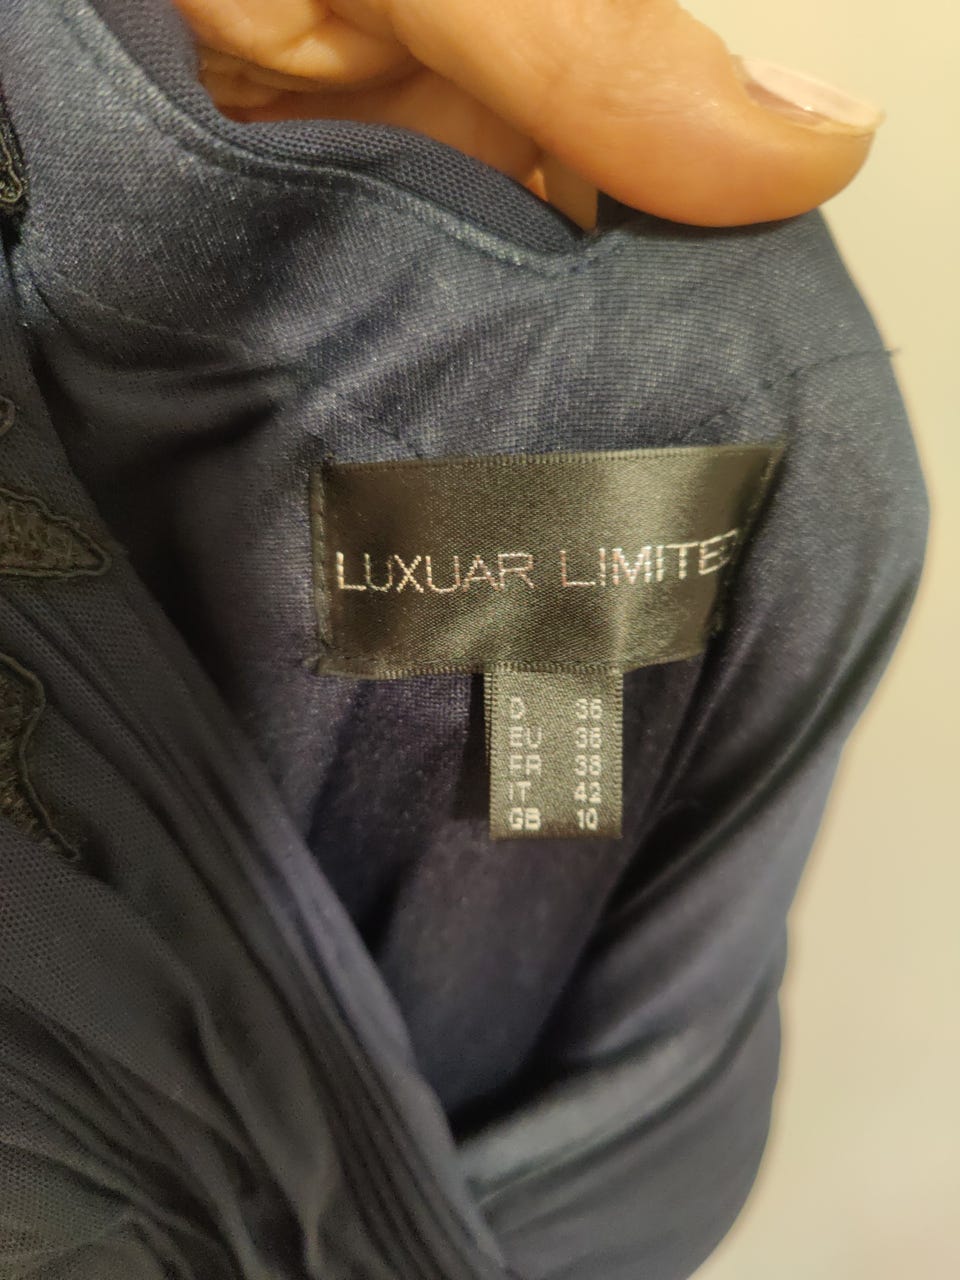 LUXUAR LIMITED
D 36
EU 36
FR 38
IT 42
GB 10